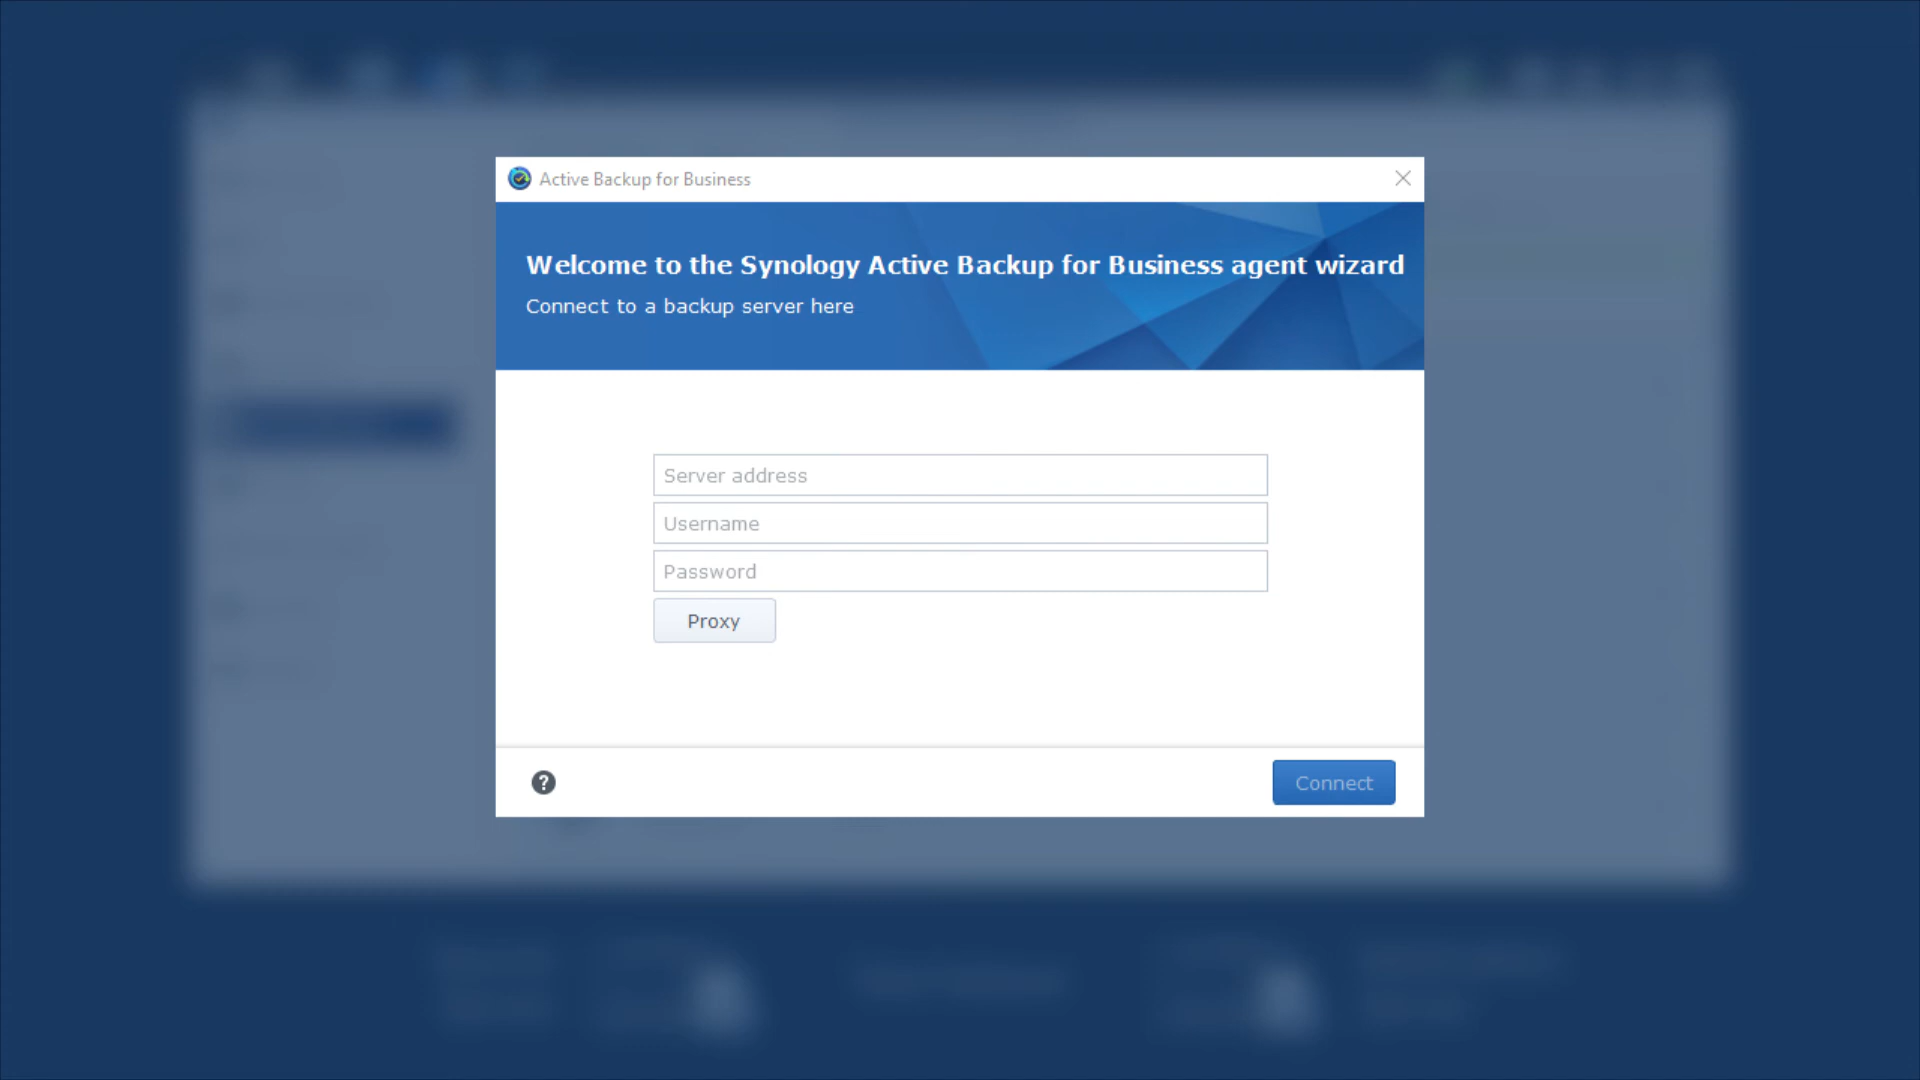 Active Backup for Business
Welcome to the Synology Active Backup for Business agent wizard
Connect to a backup server here
Server address
Username
Password
Proxy
?
Connect